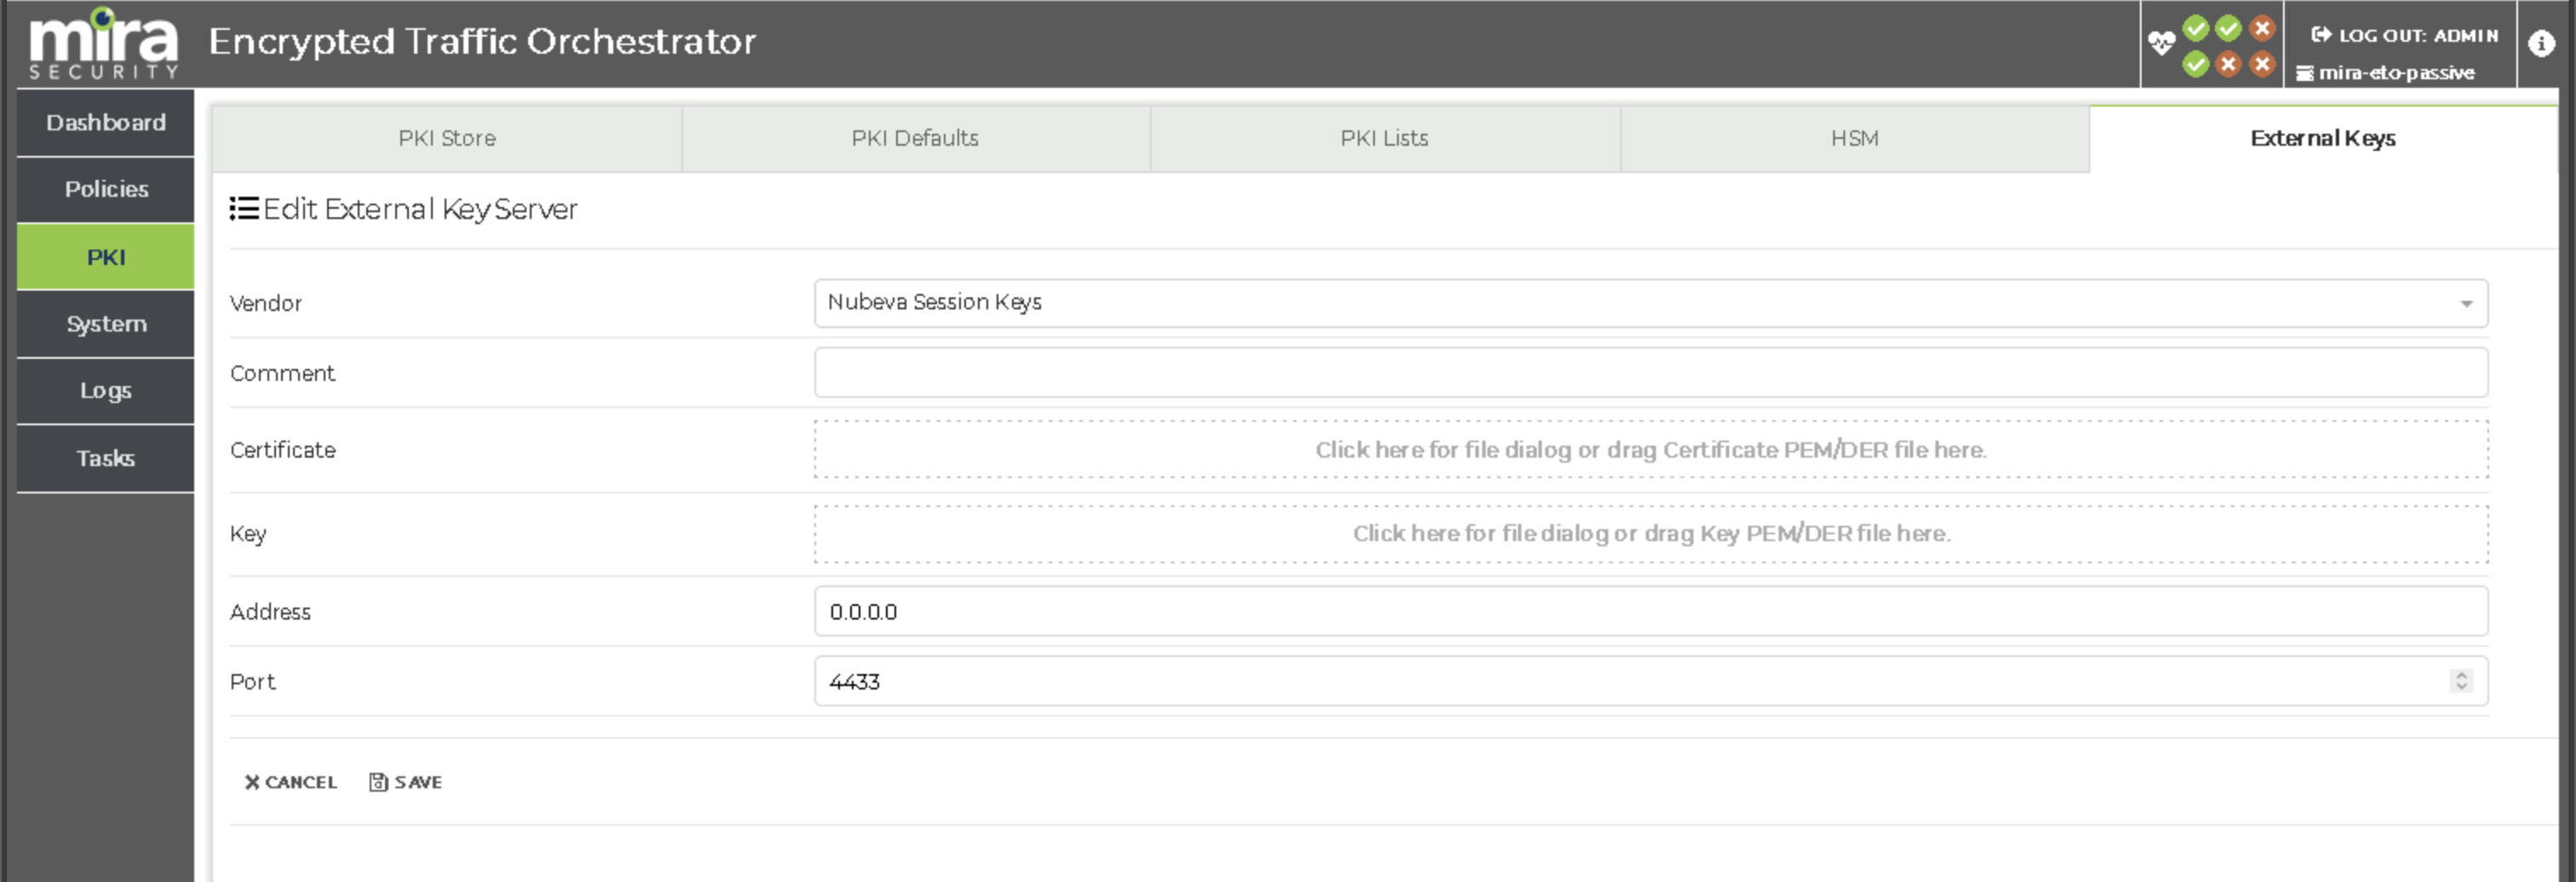 mira
SECURITY
Encrypted Traffic Orchestrator
LOG OUT: ADMIN
mira-eto-passive
Dashboard
Policies
PKI
System
Logs
Tasks
PKI Store
PKI Defaults
PKI Lists
HSM
External Keys
Edit External Key Server
Vendor
Nubeva Session Keys
Comment
Certificate
Click here for file dialog or drag Certificate PEM/DER file here.
Key
Click here for file dialog or drag Key PEM/DER file here.
Address
0.0.0.0
Port
4433
CANCEL
SAVE